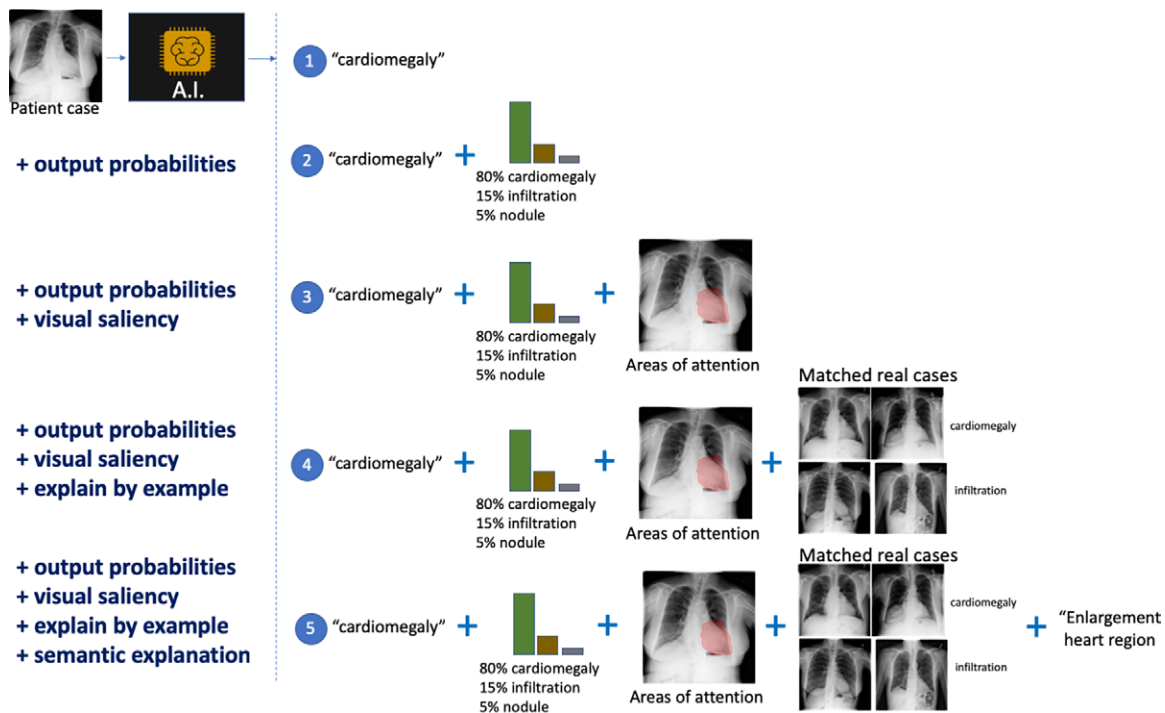 A.I.
Patient case
1 “cardiomegaly”
+ output probabilities
2 “cardiomegaly” +
80% cardiomegaly
15% infiltration
5% nodule
+ output probabilities
+ visual saliency
3 “cardiomegaly” + +
80% cardiomegaly
15% infiltration
5% nodule
Areas of attention
+ output probabilities
+ visual saliency
+ explain by example
4 “cardiomegaly” + + +
80% cardiomegaly
15% infiltration
5% nodule
Areas of attention
Matched real cases
cardiomegaly
infiltration
+ output probabilities
+ visual saliency
+ explain by example
+ semantic explanation
5 “cardiomegaly” + + + +
80% cardiomegaly
15% infiltration
5% nodule
Areas of attention
Matched real cases
cardiomegaly
infiltration
“Enlargement
heart region